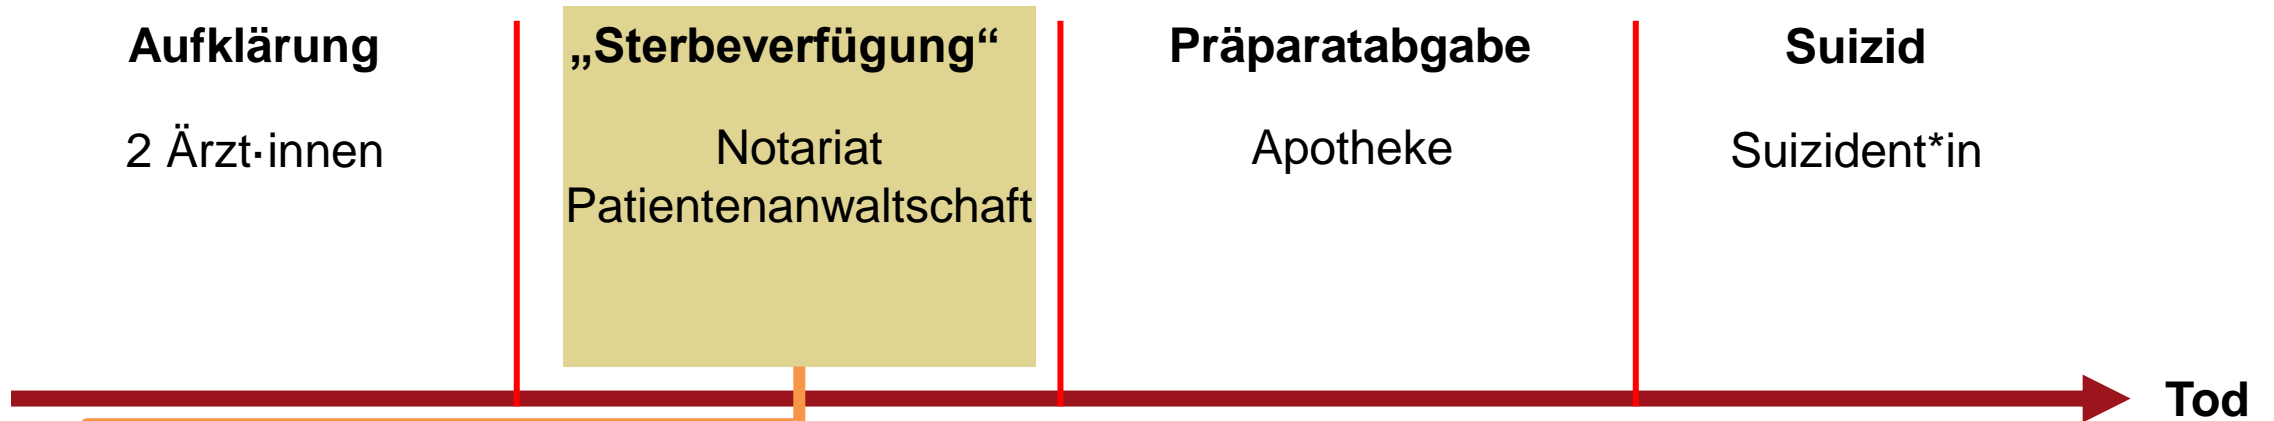 Aufklärung
„Sterbeverfügung“
Präparatabgabe
Suizid
2 Ärzt·innen
Notariat
Patientenanwaltschaft
Apotheke
Suizident*in
Tod